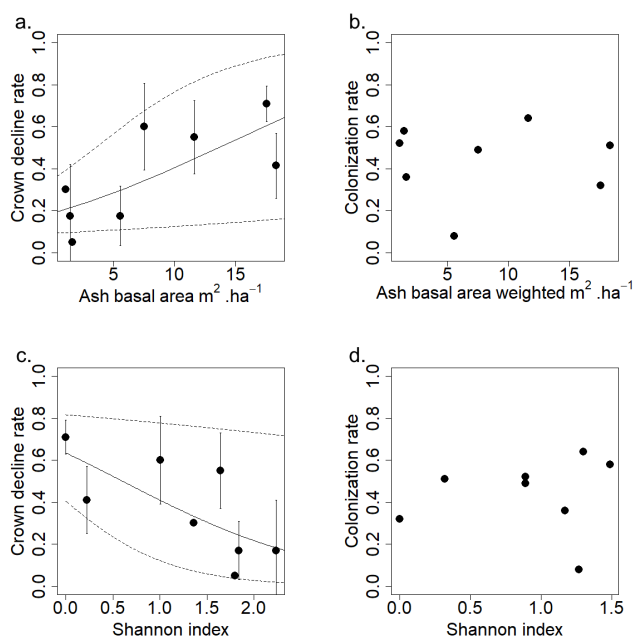 a.
Crown decline rate
0.0 0.2 0.4 0.6 0.8 1.0
5 10 15
Ash basal area m² .ha⁻¹
b.
Colonization rate
0.0 0.2 0.4 0.6 0.8 1.0
5 10 15
Ash basal area weighted m² .ha⁻¹
c.
Crown decline rate
0.0 0.2 0.4 0.6 0.8 1.0
0.0 0.5 1.0 1.5 2.0
Shannon index
d.
Colonization rate
0.0 0.2 0.4 0.6 0.8 1.0
0.0 0.5 1.0 1.5
Shannon index